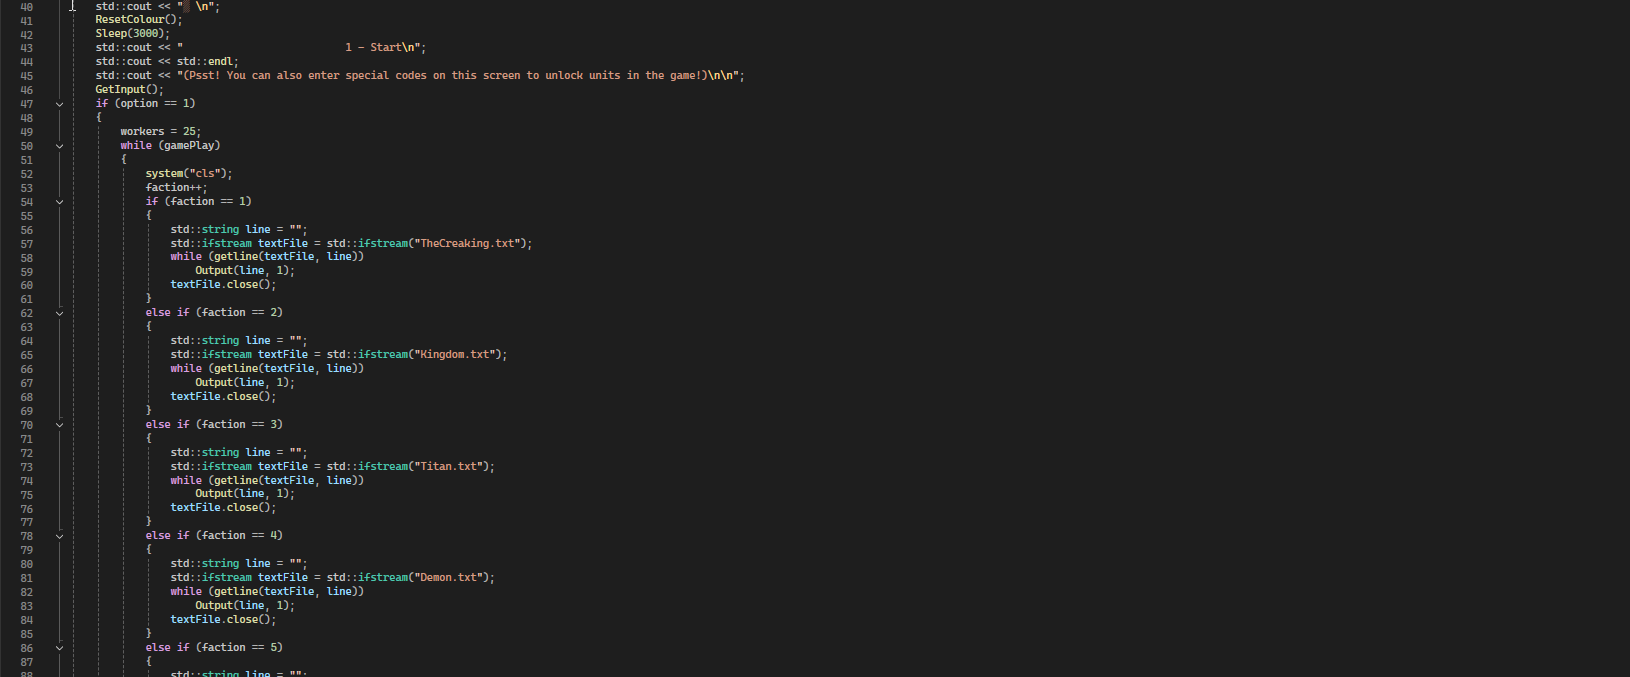 40 std::cout << "░ \n";
41 ResetColour();
42 Sleep(3000);
43 std::cout << "                          1 - Start\n";
44 std::cout << std::endl;
45 std::cout << "(Psst! You can also enter special codes on this screen to unlock units in the game!)\n\n";
46 GetInput();
47 if (option == 1)
48 {
49 workers = 25;
50 while (gamePlay)
51 {
52 system("cls");
53 faction++;
54 if (faction == 1)
55 {
56 std::string line = "";
57 std::ifstream textFile = std::ifstream("TheCreaking.txt");
58 while (getline(textFile, line))
59 Output(line, 1);
60 textFile.close();
61 }
62 else if (faction == 2)
63 {
64 std::string line = "";
65 std::ifstream textFile = std::ifstream("Kingdom.txt");
66 while (getline(textFile, line))
67 Output(line, 1);
68 textFile.close();
69 }
70 else if (faction == 3)
71 {
72 std::string line = "";
73 std::ifstream textFile = std::ifstream("Titan.txt");
74 while (getline(textFile, line))
75 Output(line, 1);
76 textFile.close();
77 }
78 else if (faction == 4)
79 {
80 std::string line = "";
81 std::ifstream textFile = std::ifstream("Demon.txt");
82 while (getline(textFile, line))
83 Output(line, 1);
84 textFile.close();
85 }
86 else if (faction == 5)
87 {
88 std::string line = "";